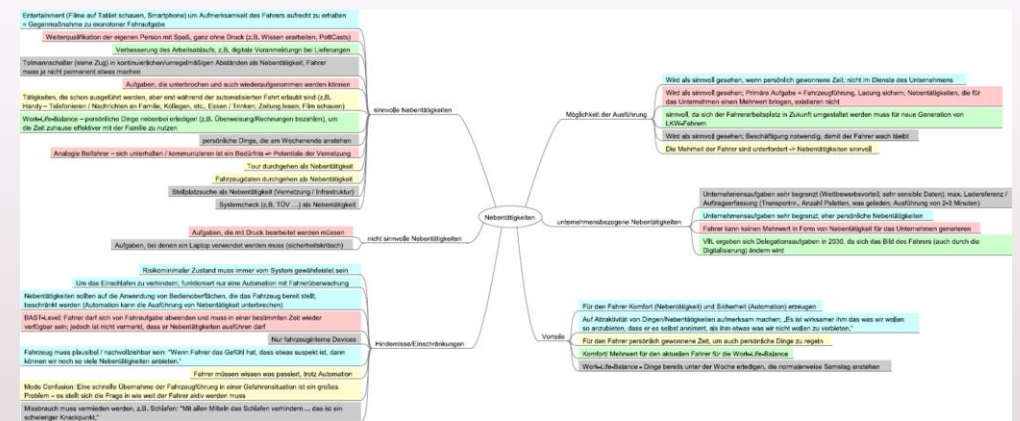 Entertainment (Filme auf Tablet schauen, Smartphone) um Aufmerksamkeit des Fahrers aufrecht zu erhalten
= Gegenmaßnahme zu monotoner Fahraufgabe
Weiterqualifikation der eigenen Person mit Spaß, ganz ohne Druck (z.B. Wissen erarbeiten, PottCasts)
Verbesserung des Arbeitsablaufs, z.B. digitale Voranmeldungn bei Lieferungen
Totmannschalter (siehe Zug) in kontinuierlichen/unregelmäßigen Abständen als Nebentätigkeit; Fahrer
muss ja nicht permanent etwas machen
Aufgaben, die unterbrochen und auch wiederaufgenommen werden können
Tätigkeiten, die schon ausgeführt werden, aber erst während der automatisierten Fahrt erlaubt sind (z.B.
Handy – Telefonieren / Nachrichten an Familie, Kollegen, etc., Essen / Trinken; Zeitung lesen, Film schauen)
Work-Life-Balance – persönliche Dinge nebenbei erledigen (z.B. Überweisung/Rechnungen bezahlen), um
die Zeit zuhause effektiver mit der Familie zu nutzen
persönliche Dinge, die am Wochenende anstehen
Analogie Beifahrer – sich unterhalten / kommunizieren ist ein Bedürfnis => Potentiale der Vernetzung
Tour durchgehen als Nebentätigkeit
Fahrzeugdaten durchgehen als Nebentätigkeit
Stellplatzsuche als Nebentätigkeit (Vernetzung / Infrastruktur)
Systemcheck (z.B. TÜV ...) als Nebentätigkeit
sinnvolle Nebentätigkeiten
Aufgaben, die mit Druck bearbeitet werden müssen
Aufgaben, bei denen ein Laptop verwendet werden muss (sicherheitskritisch)
nicht sinnvolle Nebentätigkeiten
Risikominimaler Zustand muss immer vom System gewährleistet sein
Um das Einschlafen zu verhindern, funktioniert nur eine Automation mit Fahrerüberwachung
Nebentätigkeiten sollten auf die Anwendung von Bedienoberflächen, die das Fahrzeug bereit stellt,
beschränkt werden (Automation kann die Ausführung von Nebentätigkeit unterbrechen)
BAST-Level: Fahrer darf sich von Fahraufgabe abwenden und muss in einer bestimmten Zeit wieder
verfügbar sein; jedoch ist nicht vermerkt, dass er Nebentätigkeiten ausführen darf
Nur fahrzeuginterne Devices
Fahrzeug muss plausibel / nachvollziehbar sein: "Wenn Fahrer das Gefühl hat, dass etwas suspekt ist, dann
können wir noch so viele Nebentätigkeiten anbieten."
Fahrer müssen wissen was passiert, trotz Automation
Mode Confusion: Eine schnelle Übernahme der Fahrzeugführung in einer Gefahrensituation ist ein großes
Problem – es stellt sich die Frage in wie weit der Fahrer aktiv werden muss
Missbrauch muss vermieden werden, z.B. Schlafen: "Mit allen Mitteln das Schlafen verhindern ... das ist ein
schwieriger Knackpunkt."
Hindernisse/Einschränkungen
Nebentätigkeiten
Möglichkeit der Ausführung
Wird als sinnvoll gesehen, wenn persönlich gewonnene Zeit; nicht im Dienste des Unternehmens
Wird als sinnvoll gesehen; Primäre Aufgabe = Fahrzeugführung, Ladung sichern; Nebentätigkeiten, die für
das Unternehmen einen Mehrwert bringen, existieren nicht
sinnvoll, da sich der Fahrerarbeitsplatz in Zukunft umgestaltet werden muss für neue Generation von
LKW-Fahrern
Wird als sinnvoll gesehen; Beschäftigung notwendig, damit der Fahrer wach bleibt
Die Mehrheit der Fahrer sind unterfordert -> Nebentätigkeiten sinnvoll
unternehmensbezogene Nebentätigkeiten
Unternehmensaufgaben sehr begrenzt (Wettbewerbsvorteil; sehr sensible Daten): max. Ladereferenz /
Auftragserfassung (Transportnr., Anzahl Paletten, was geladen; Ausführung von 2-3 Minuten)
Unternehmensaufgaben sehr begrenzt; eher persönliche Nebentätigkeiten
Fahrer kann keinen Mehrwert in Form von Nebentätigkeit für das Unternehmen generieren
Vllt. ergeben sich Delegationsaufgaben in 2030, da sich das Bild des Fahrers (auch durch die
Digitalisierung) ändern wird
Vorteile
Für den Fahrer Komfort (Nebentätigkeit) und Sicherheit (Automation) erzeugen
Auf Attraktivität von Dingen/Nebentätigkeiten aufmerksam machen: „Es ist wirksamer ihm das was wir wollen
so anzubieten, dass er es selbst annimmt, als ihm etwas was wir nicht wollen zu verbieten."
Für den Fahrer persönlich gewonnene Zeit, um auch persönliche Dinge zu regeln
Komfort/ Mehrwert für den aktuellen Fahrer für die Work-Life-Balance
Work-Life-Balance – Dinge bereits unter der Woche erledigen, die normalerweise Samstag anstehen